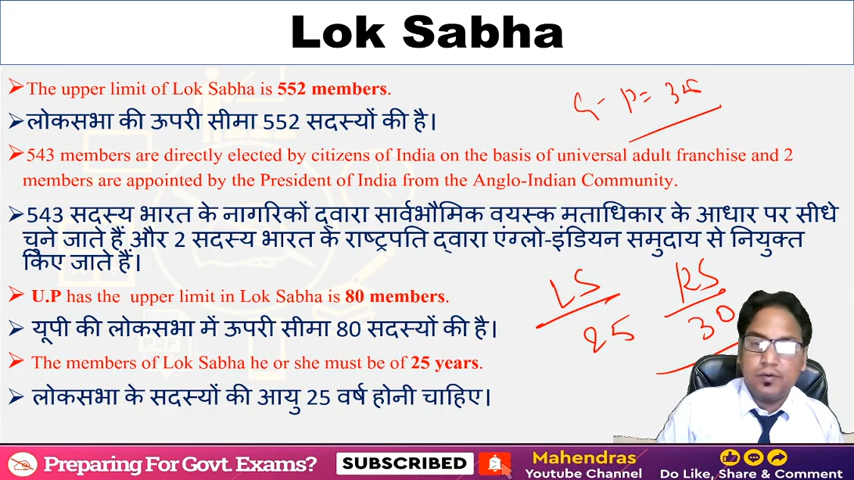 Lok Sabha
➢The upper limit of Lok Sabha is 552 members.
➢लोकसभा की ऊपरी सीमा 552 सदस्यों की है।
➢543 members are directly elected by citizens of India on the basis of universal adult franchise and 2
members are appointed by the President of India from the Anglo-Indian Community.
➢543 सदस्य भारत के नागरिकों द्वारा सार्वभौमिक वयस्क मताधिकार के आधार पर सीधे
चुने जाते हैं और 2 सदस्य भारत के राष्ट्रपति द्वारा एंग्लो-इंडियन समुदाय से नियुक्त
किए जाते हैं।
➢ U.P has the upper limit in Lok Sabha is 80 members.
➢ यूपी की लोकसभा में ऊपरी सीमा 80 सदस्यों की है।
➢ The members of Lok Sabha he or she must be of 25 years.
➢ लोकसभा के सदस्यों की आयु 25 वर्ष होनी चाहिए।
LS RS
25 30
Preparing For Govt. Exams? SUBSCRIBED Mahendras
Youtube Channel Do Like, Share & Comment